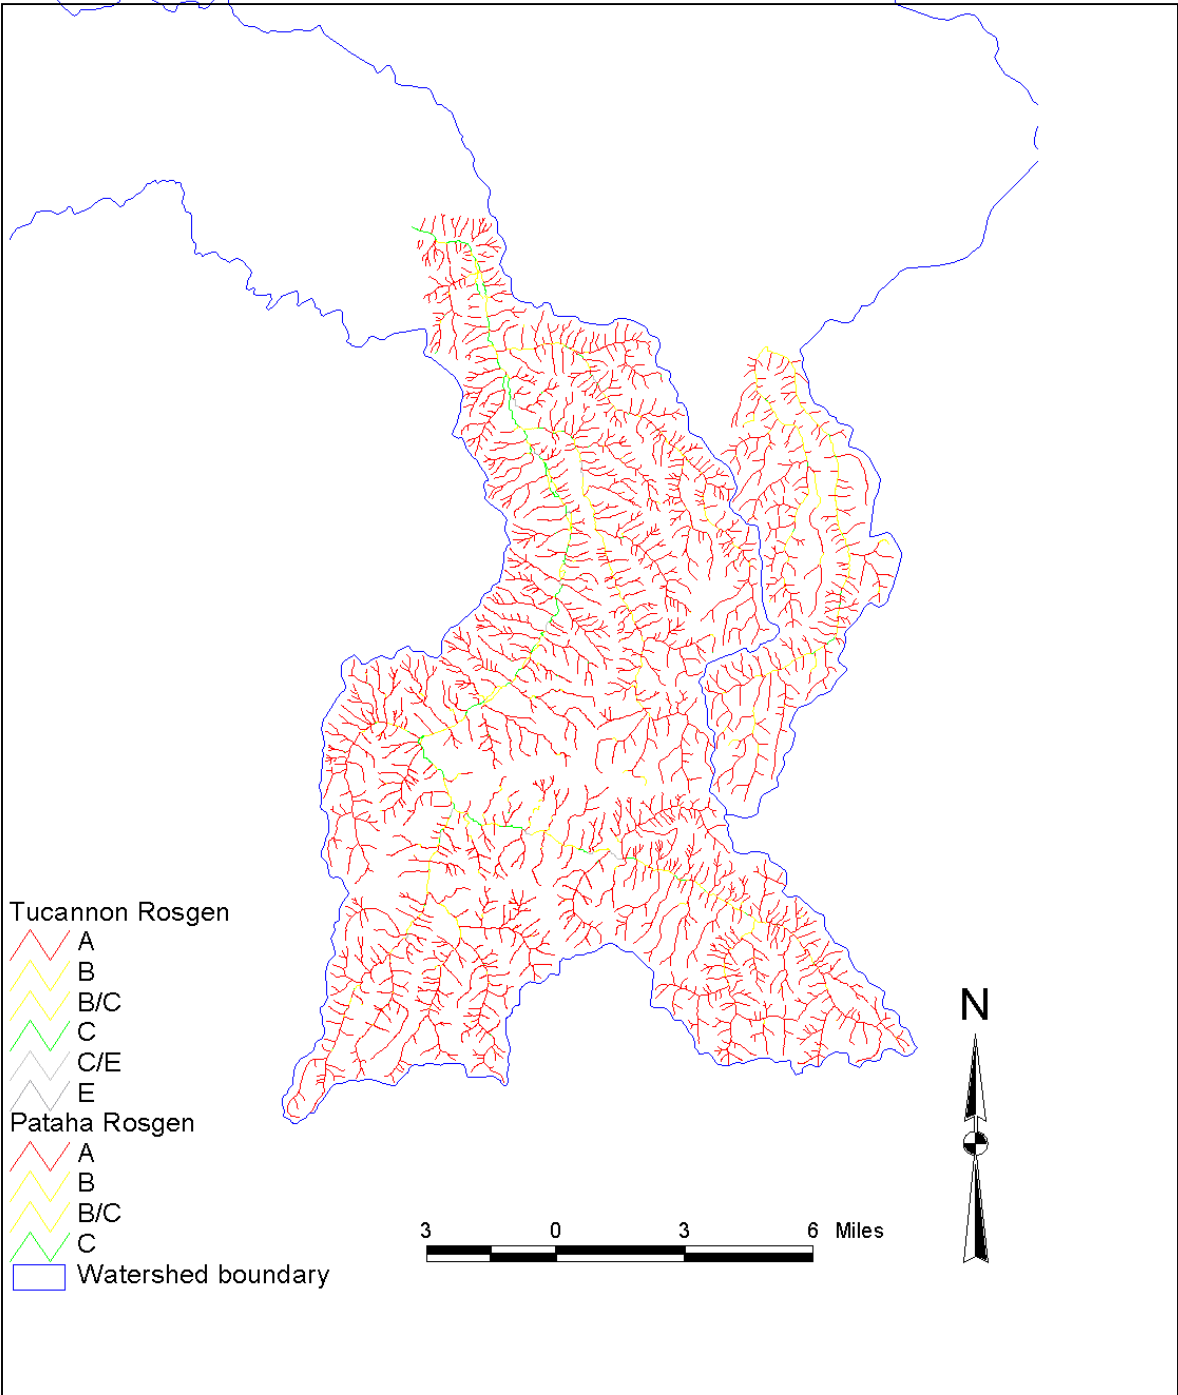 Tucannon Rosgen
A
B
B/C
C
C/E
E
Pataha Rosgen
A
B
B/C
C
Watershed boundary
N
3 0 3 6 Miles